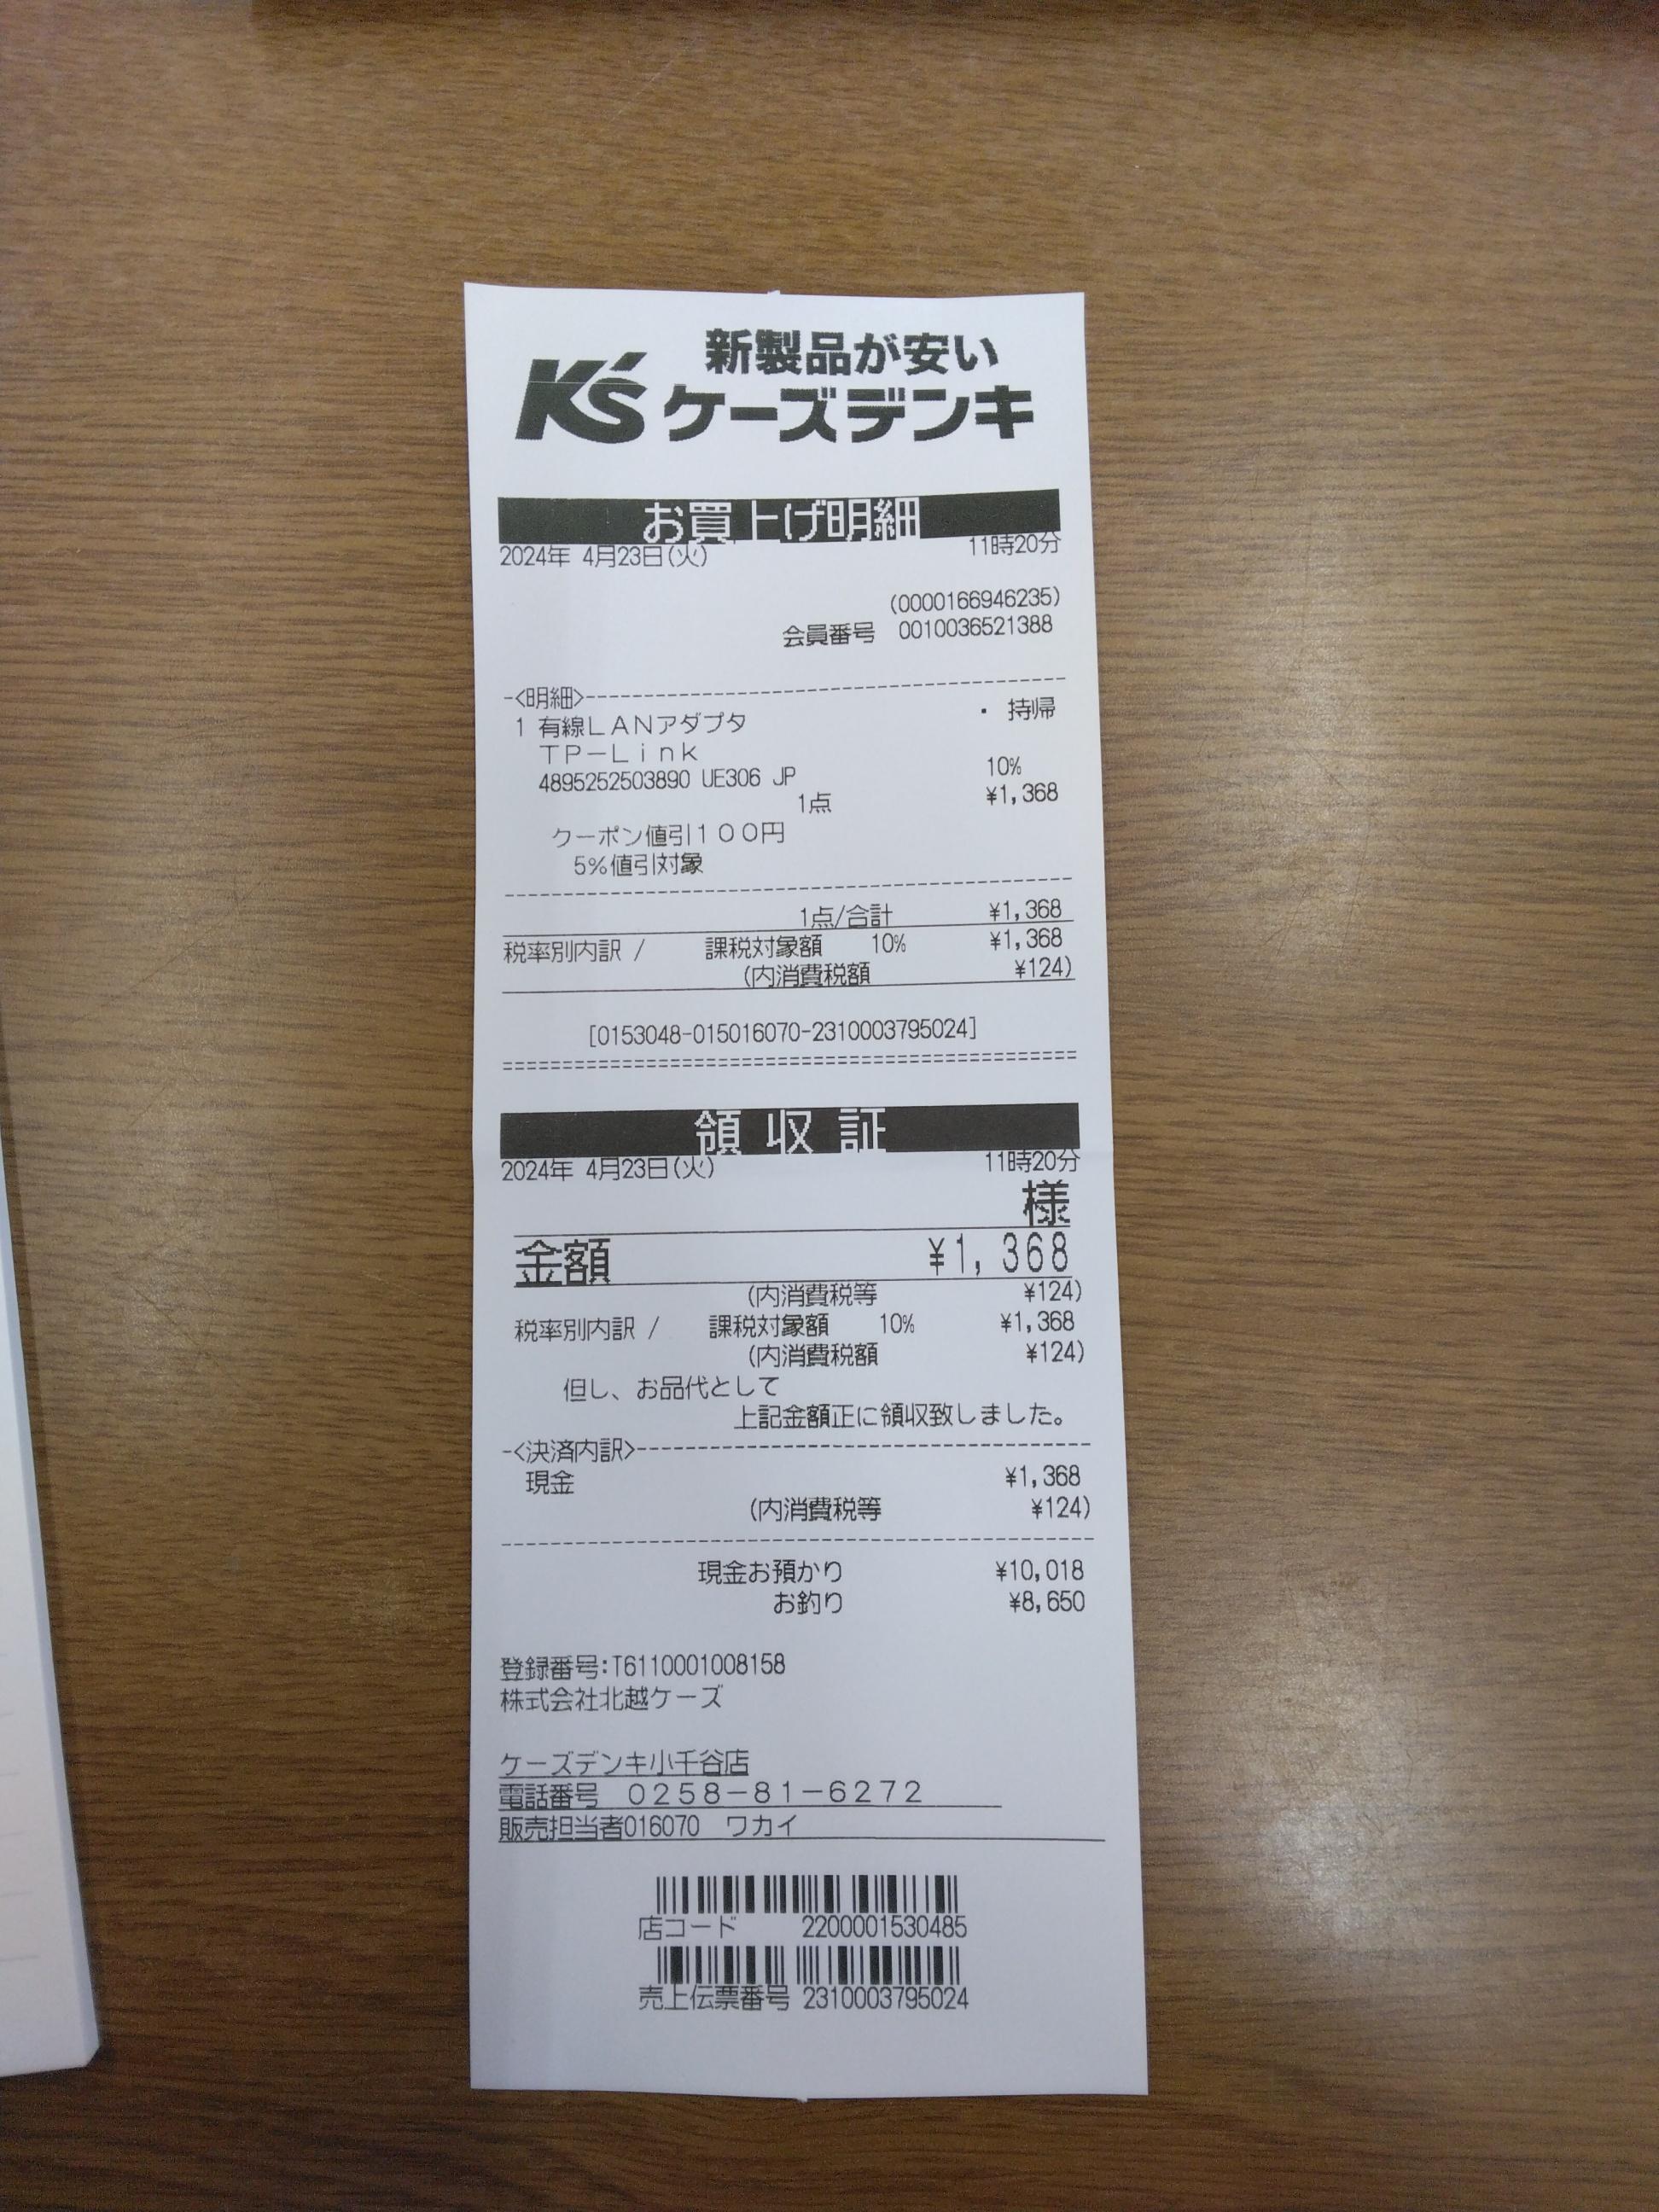 新製品が安い
K's ケーズデンキ
お買上げ明細
2024年 4月23日(火) 11時20分
(0000166946235)
会員番号 0010036521388
-<明細>----------------------------------------
1 有線LANアダプタ ・ 持帰
TP-Link
4895252503890 UE306 JP 10%
1点 ¥1,368
クーポン値引100円
5%値引対象
------------------------------------------------
1点/合計 ¥1,368
税率別内訳 / 課税対象額 10% ¥1,368
(内消費税額 ¥124)
[0153048-015016070-2310003795024]
================================================
領収証
2024年 4月23日(火) 11時20分
様
金額 ¥1,368
(内消費税等 ¥124)
税率別内訳 / 課税対象額 10% ¥1,368
(内消費税額 ¥124)
但し、お品代として
上記金額正に領収致しました。
-<決済内訳>--------------------------------------
現金 ¥1,368
(内消費税等 ¥124)
------------------------------------------------
現金お預かり ¥10,018
お釣り ¥8,650
登録番号:T6110001008158
株式会社北越ケーズ
ケーズデンキ小千谷店
電話番号 0258-81-6272
販売担当者016070 ワカイ
店コード 2200001530485
売上伝票番号 2310003795024